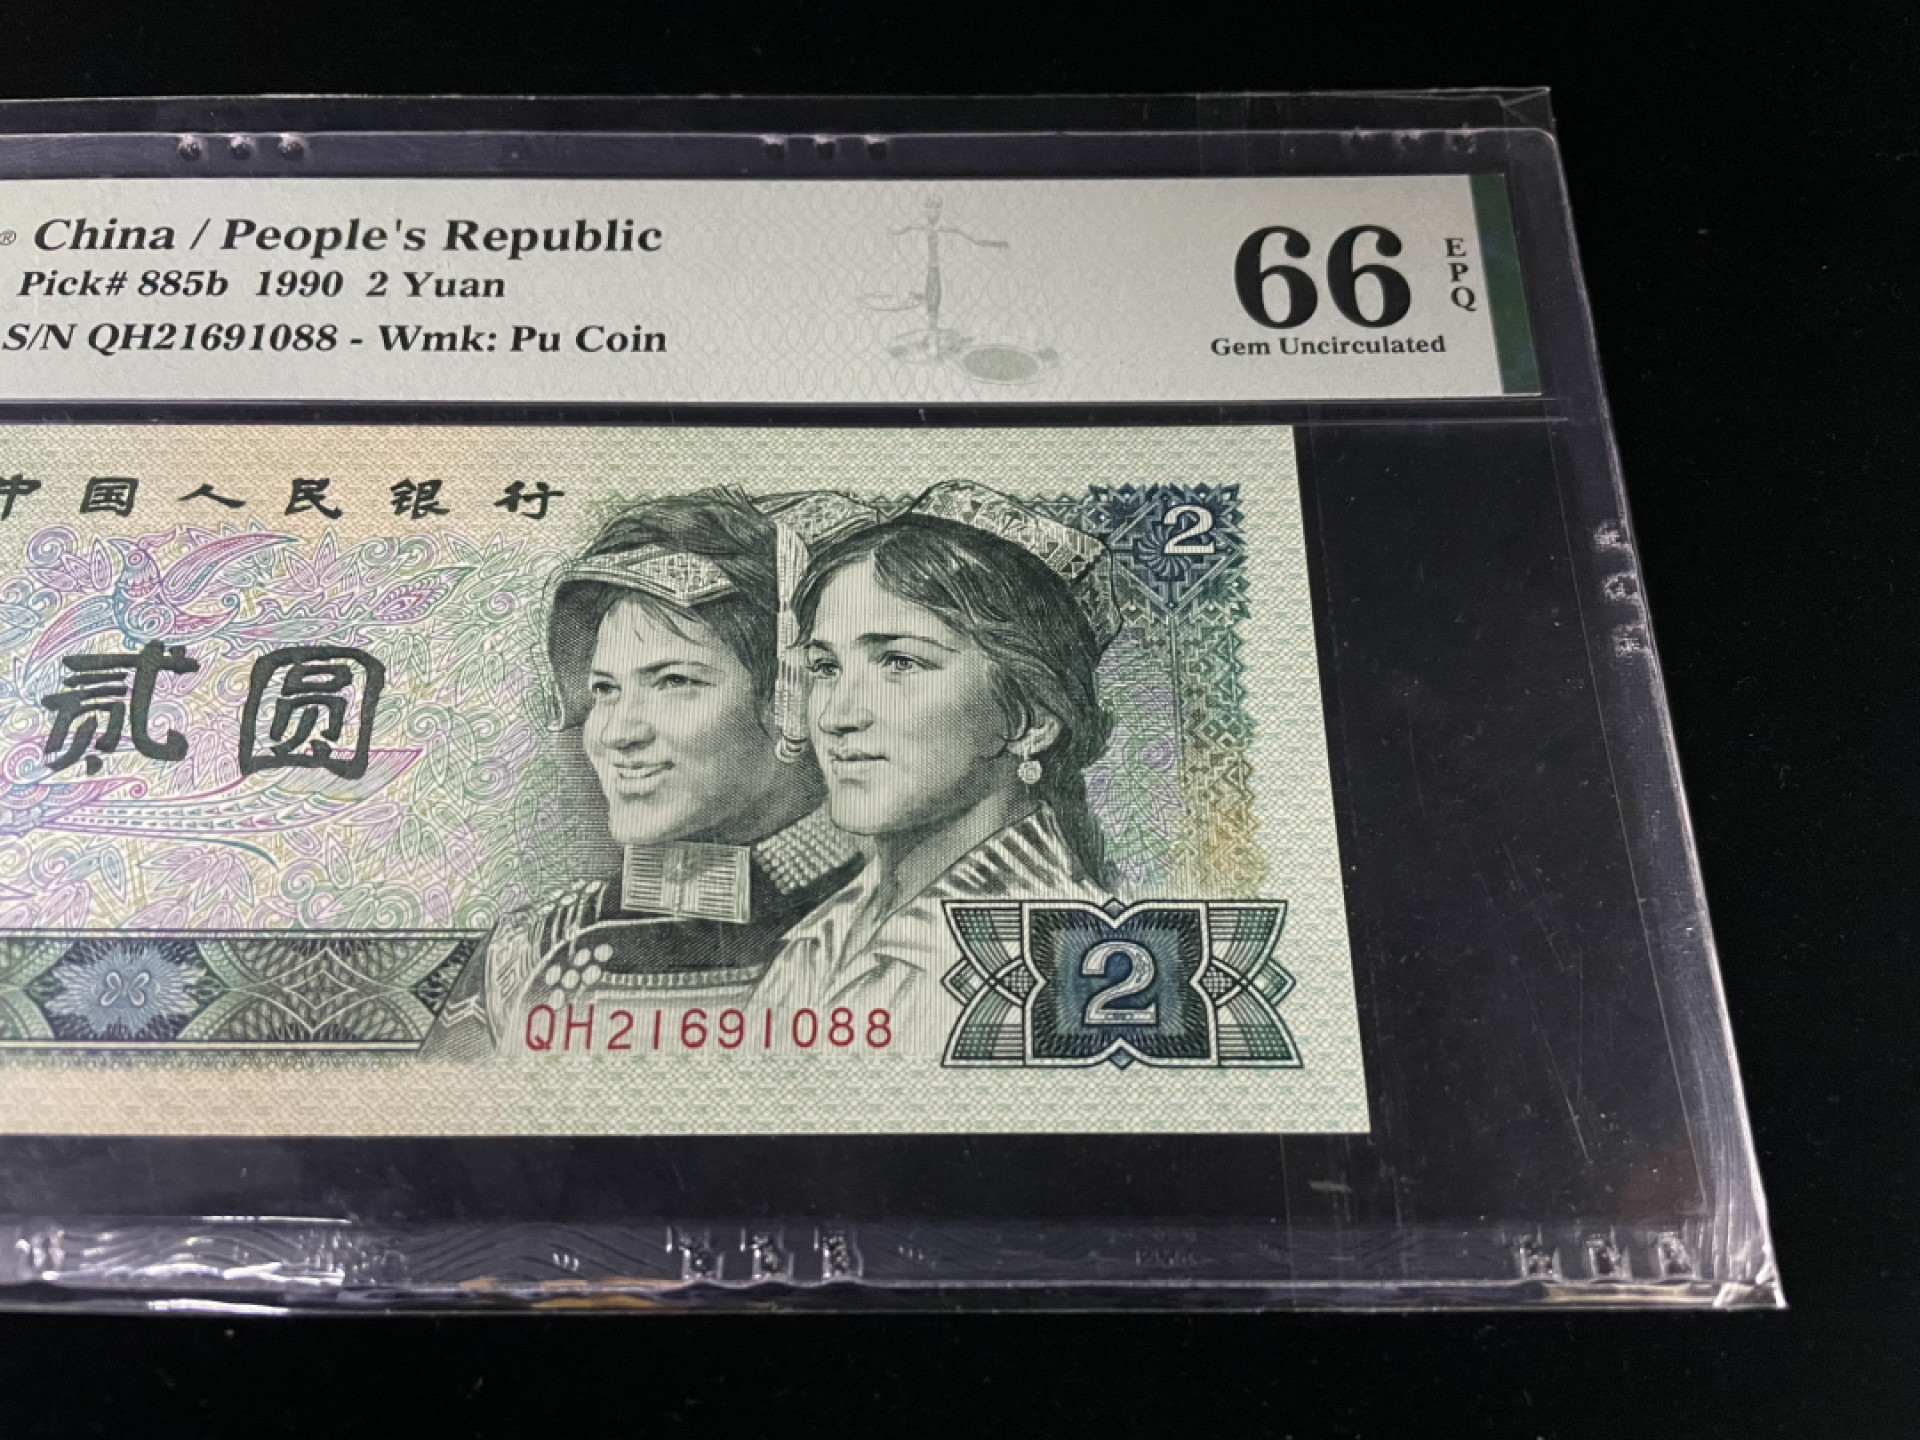 ® China / People's Republic
Pick# 885b 1990 2 Yuan
S/N QH21691088 - Wmk: Pu Coin
66
EPQ
Gem Uncirculated
中国人民银行
2
贰圆
2
QH21691088